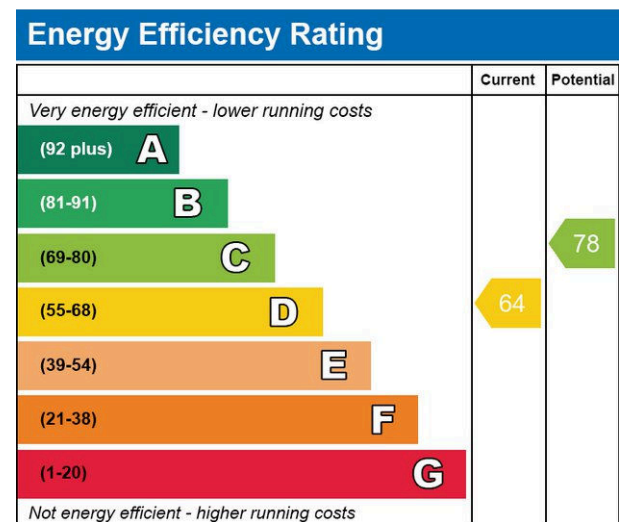 Energy Efficiency Rating
Current Potential
Very energy efficient - lower running costs
(92 plus) A
(81-91) B
(69-80) C
78
(55-68) D
64
(39-54) E
(21-38) F
(1-20) G
Not energy efficient - higher running costs